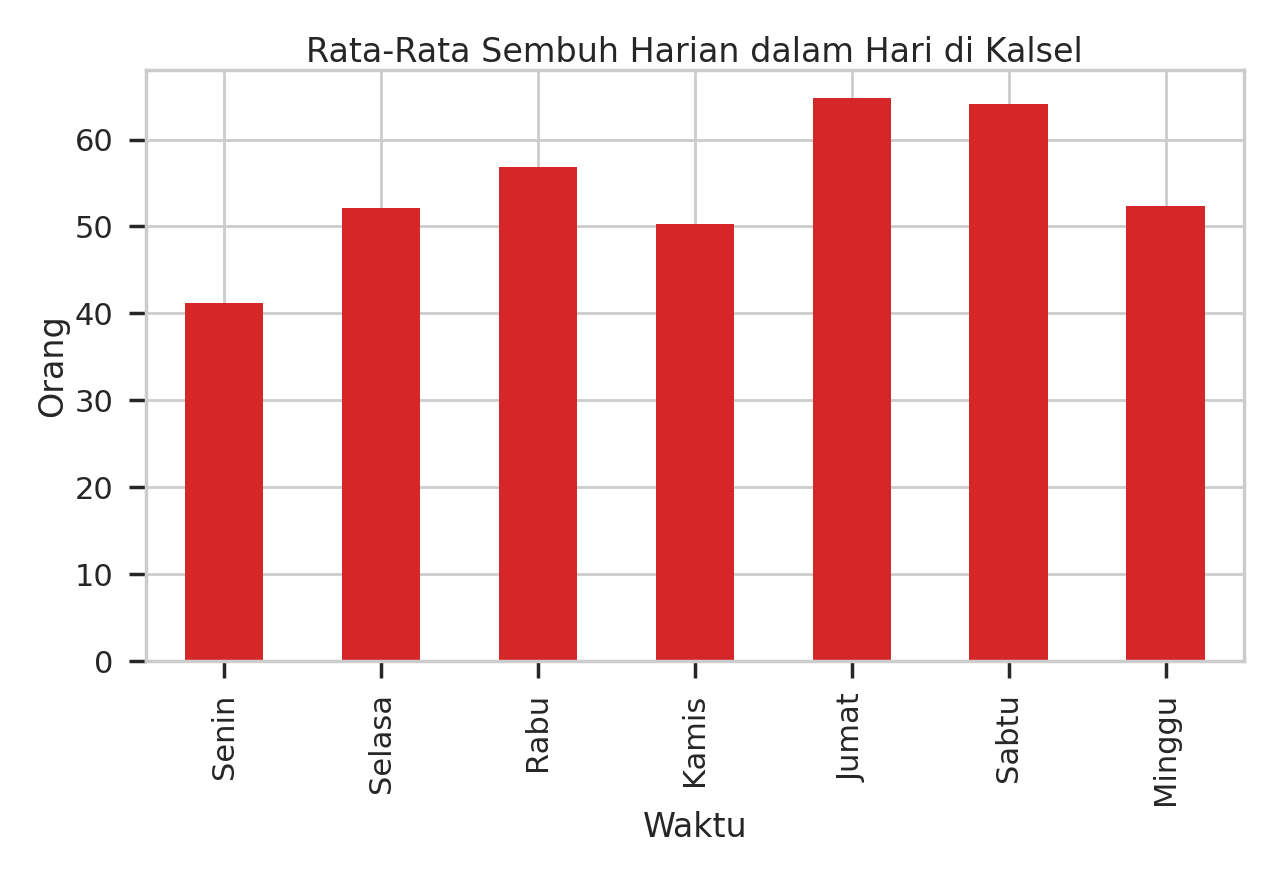 Rata-Rata Sembuh Harian dalam Hari di Kalsel
Orang
60
50
40
30
20
10
0
Senin
Selasa
Rabu
Kamis
Jumat
Sabtu
Minggu
Waktu